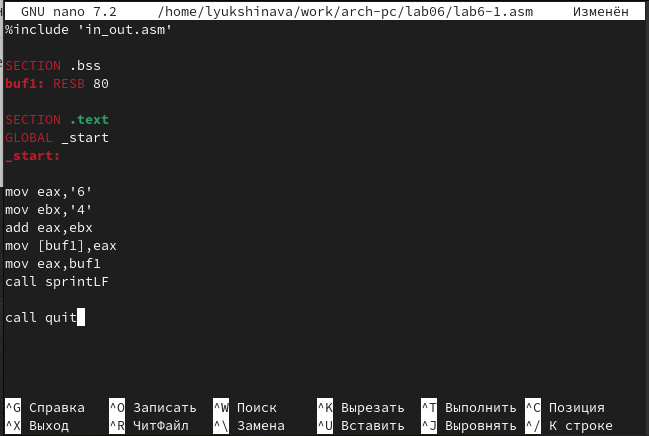 GNU nano 7.2 /home/lyukshinava/work/arch-pc/lab06/lab6-1.asm Изменён
%include 'in_out.asm'
SECTION .bss
buf1: RESB 80
SECTION .text
GLOBAL _start
_start:
mov eax,'6'
mov ebx,'4'
add eax,ebx
mov [buf1],eax
mov eax,buf1
call sprintLF
call quit
^G Справка ^O Записать ^W Поиск ^K Вырезать ^T Выполнить ^C Позиция
^X Выход ^R ЧитФайл ^\ Замена ^U Вставить ^J Выровнять ^/ К строке